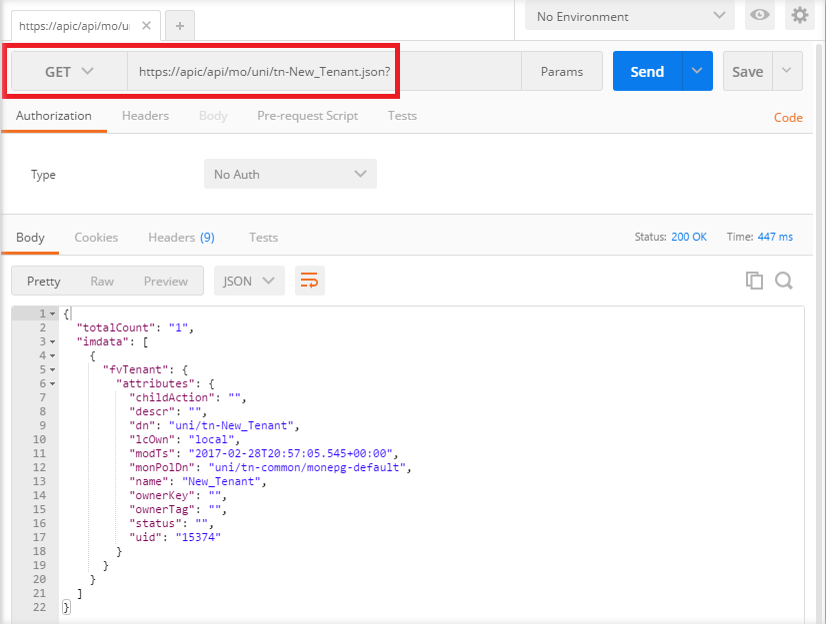 https://apic/api/mo/u
No Environment
GET https://apic/api/mo/uni/tn-New_Tenant.json? Params Send Save
Authorization Headers Body Pre-request Script Tests Code
Type No Auth
Body Cookies Headers (9) Tests Status: 200 OK Time: 447 ms
Pretty Raw Preview JSON
1 {
2 "totalCount": "1",
3 "imdata": [
4 {
5 "fvTenant": {
6 "attributes": {
7 "childAction": "",
8 "descr": "",
9 "dn": "uni/tn-New_Tenant",
10 "lcOwn": "local",
11 "modTs": "2017-02-28T20:57:05.545+00:00",
12 "monPolDn": "uni/tn-common/monepg-default",
13 "name": "New_Tenant",
14 "ownerKey": "",
15 "ownerTag": "",
16 "status": "",
17 "uid": "15374"
18 }
19 }
20 }
21 ]
22 }